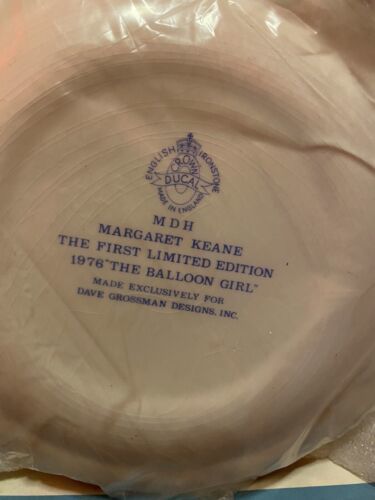 ENGLISH IRONSTONE
CROWN
DUCAL
MADE IN ENGLAND
MDH
MARGARET KEANE
THE FIRST LIMITED EDITION
1976 "THE BALLOON GIRL"
MADE EXCLUSIVELY FOR
DAVE GROSSMAN DESIGNS, INC.